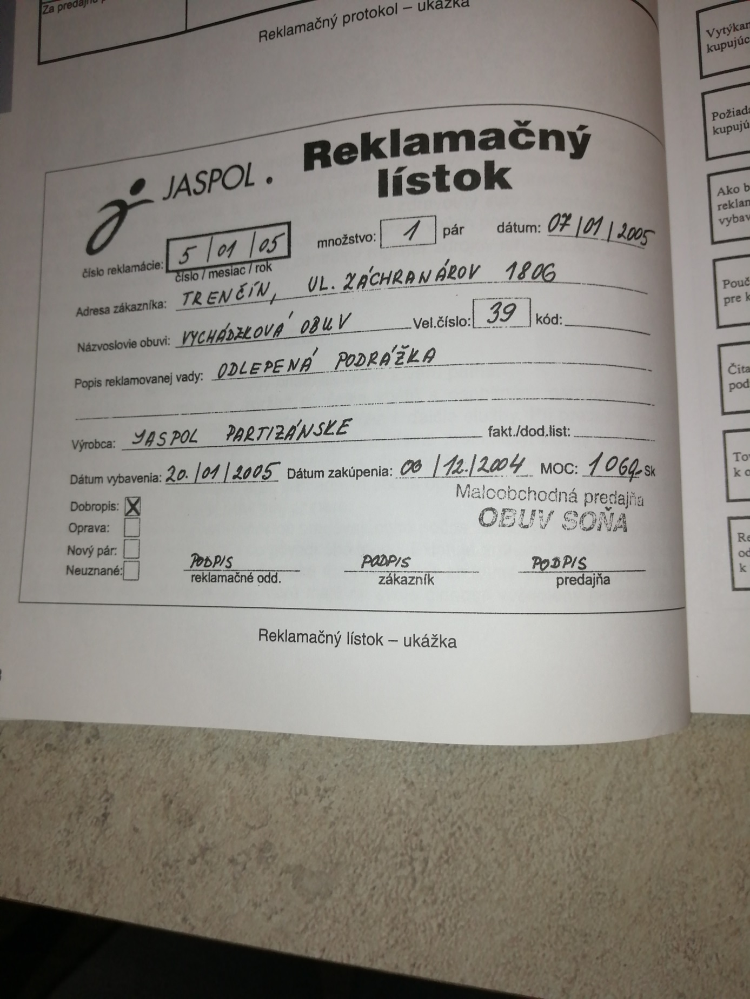 Za predajňu
Reklamačný protokol – ukážka
JASPOL.
Reklamačný
lístok
číslo reklamácie: 5/01/05 množstvo: 1 pár dátum: 07/01/2005
číslo / mesiac / rok
Adresa zákazníka: TRENČÍN, UL. ZÁCHRANÁROV 1806
Názvoslovie obuvi: VYCHÁDZKOVÁ OBUV Vel.číslo: 39 kód:
Popis reklamovanej vady: ODLEPENÁ PODRÁŽKA
Výrobca: JASPOL PARTIZÁNSKE fakt./dod.list:
Dátum vybavenia: 20./01/2005 Dátum zakúpenia: /12./2004 MOC: 1 069,- Sk
Maloobchodná predajňa
OBUV SOŇA
Dobropis: X
Oprava:
Nový pár:
Neuznané:
PODPIS PODPIS PODPIS
reklamačné odd. zákazník predajňa
Reklamačný lístok – ukážka
Vytýkan
kupujúc
Požiada
kupujú
Ako b
reklam
vybav
Pouč
pre k
Čita
pod
To
k o
Re
od
k